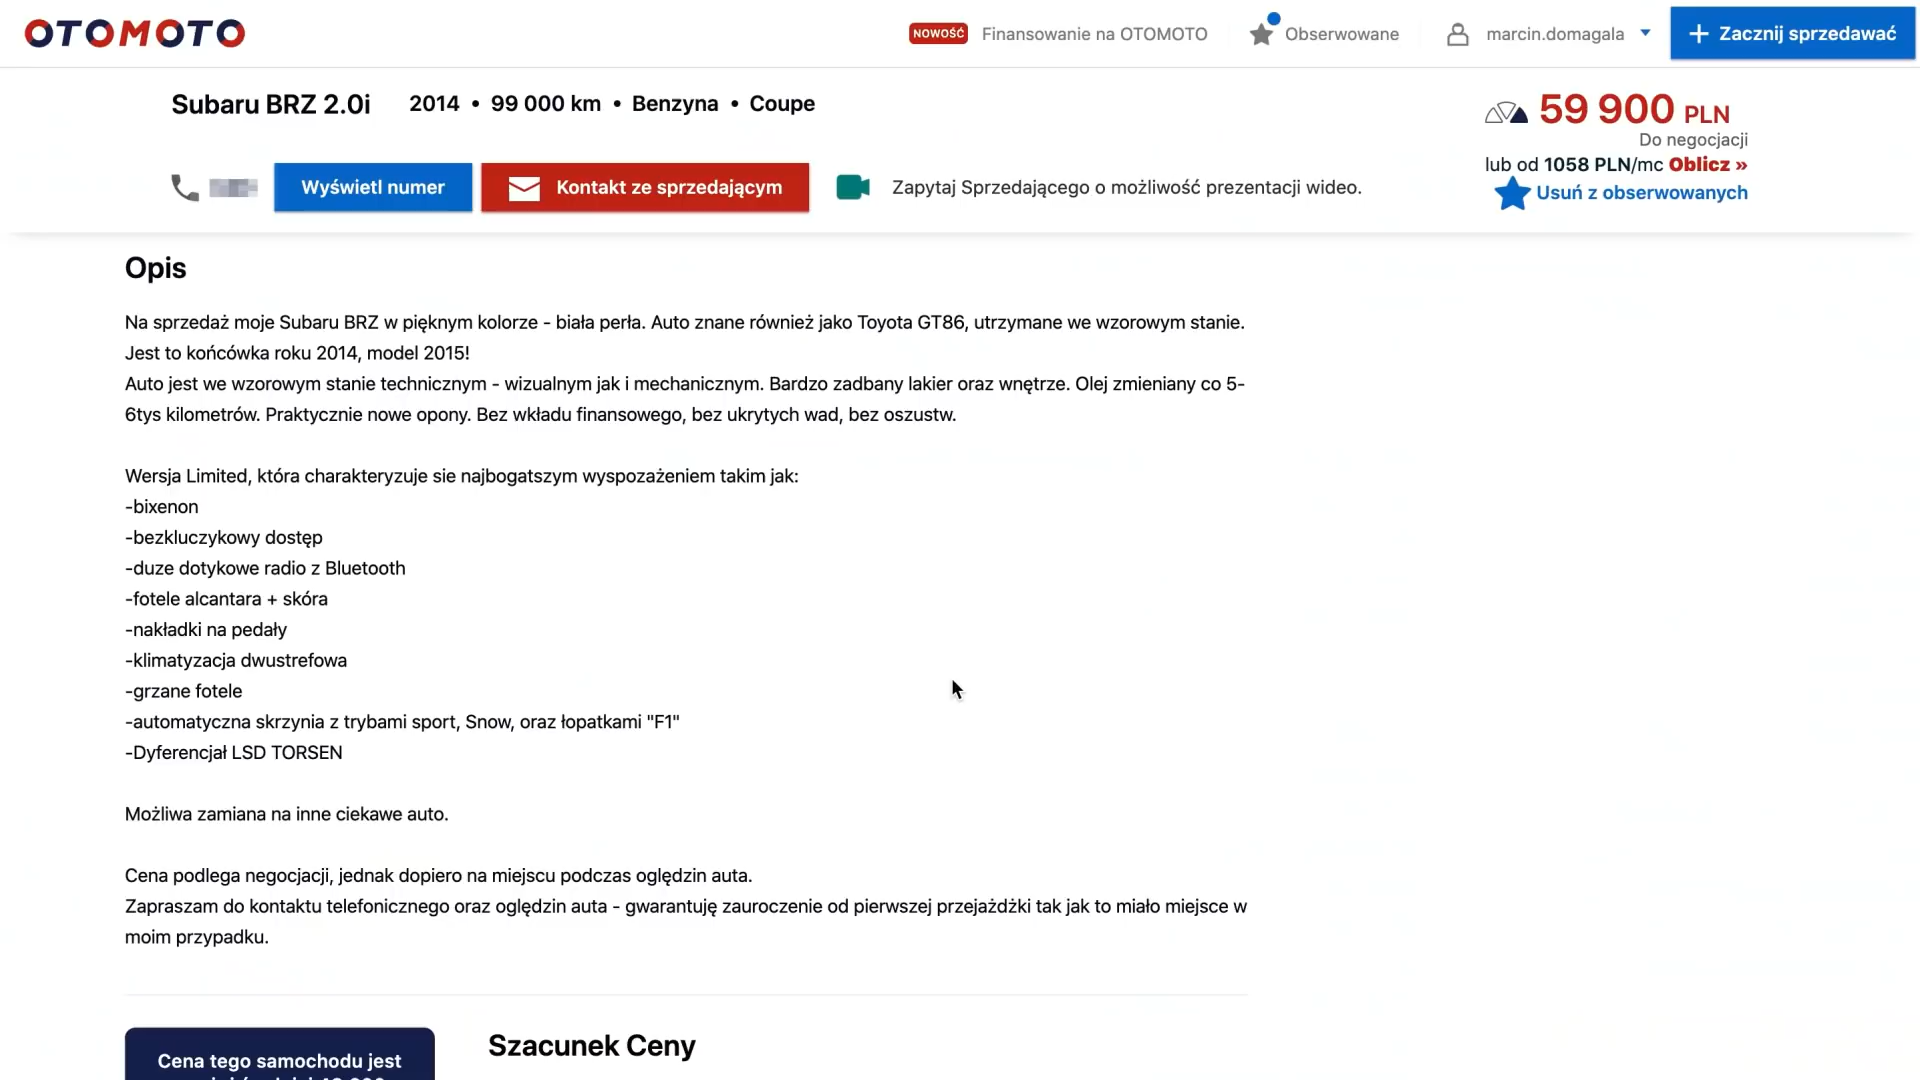 OTOMOTO
NOWOŚĆ Finansowanie na OTOMOTO Obserwowane marcin.domagala + Zacznij sprzedawać
Subaru BRZ 2.0i 2014 • 99 000 km • Benzyna • Coupe
59 900 PLN
Do negocjacji
lub od 1058 PLN/mc Oblicz »
Usuń z obserwowanych
Wyświetl numer Kontakt ze sprzedającym Zapytaj Sprzedającego o możliwość prezentacji wideo.
Opis
Na sprzedaż moje Subaru BRZ w pięknym kolorze - biała perła. Auto znane również jako Toyota GT86, utrzymane we wzorowym stanie.
Jest to końcówka roku 2014, model 2015!
Auto jest we wzorowym stanie technicznym - wizualnym jak i mechanicznym. Bardzo zadbany lakier oraz wnętrze. Olej zmieniany co 5-
6tys kilometrów. Praktycznie nowe opony. Bez wkładu finansowego, bez ukrytych wad, bez oszustw.
Wersja Limited, która charakteryzuje sie najbogatszym wyspozażeniem takim jak:
-bixenon
-bezkluczykowy dostęp
-duze dotykowe radio z Bluetooth
-fotele alcantara + skóra
-nakładki na pedały
-klimatyzacja dwustrefowa
-grzane fotele
-automatyczna skrzynia z trybami sport, Snow, oraz łopatkami "F1"
-Dyferencjał LSD TORSEN
Możliwa zamiana na inne ciekawe auto.
Cena podlega negocjacji, jednak dopiero na miejscu podczas oględzin auta.
Zapraszam do kontaktu telefonicznego oraz oględzin auta - gwarantuję zauroczenie od pierwszej przejażdżki tak jak to miało miejsce w
moim przypadku.
Cena tego samochodu jest
Szacunek Ceny